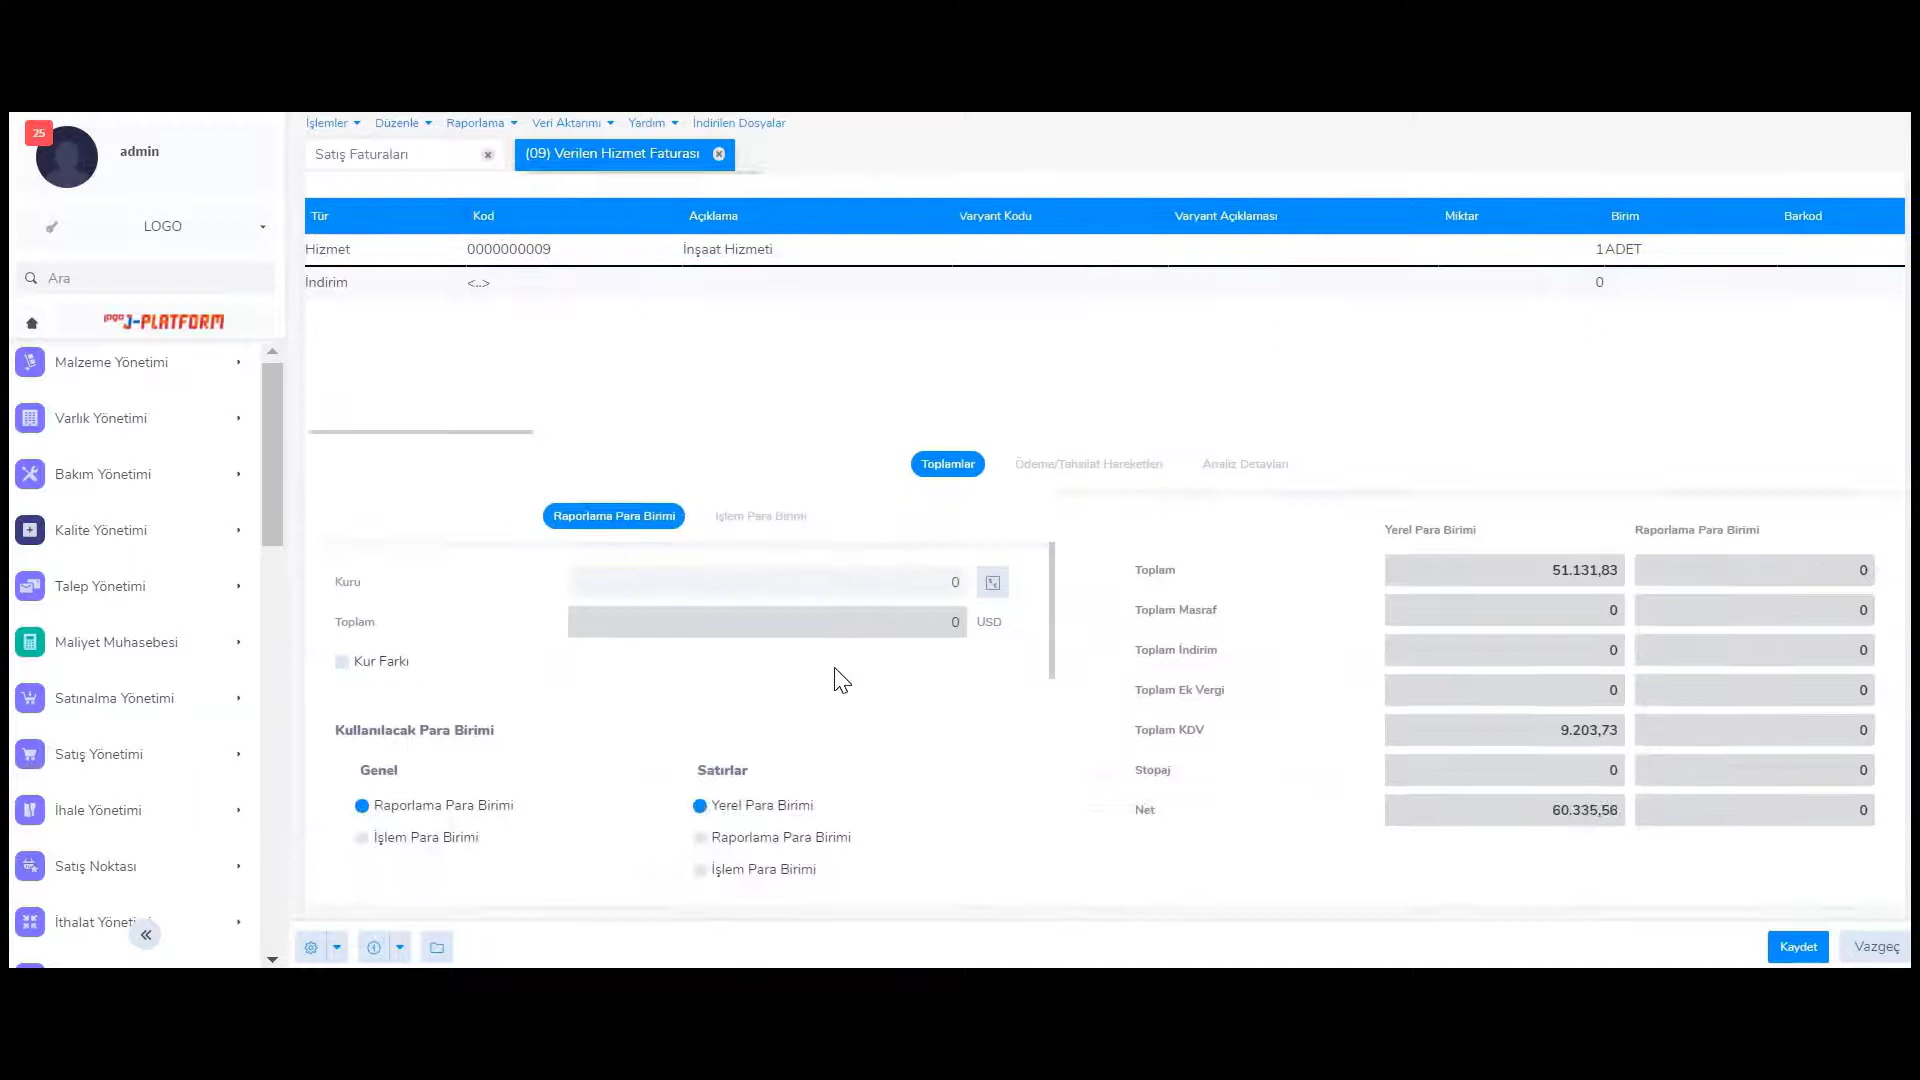 25
admin
LOGO
Ara
logo J-PLATFORM
Malzeme Yönetimi
Varlık Yönetimi
Bakım Yönetimi
Kalite Yönetimi
Talep Yönetimi
Maliyet Muhasebesi
Satınalma Yönetimi
Satış Yönetimi
İhale Yönetimi
Satış Noktası
İthalat Yöneti
İşlemler Düzenle Raporlama Veri Aktarımı Yardım İndirilen Dosyalar
Satış Faturaları (09) Verilen Hizmet Faturası
Tür Kod Açıklama Varyant Kodu Varyant Açıklaması Miktar Birim Barkod
Hizmet 0000000009 İnşaat Hizmeti 1 ADET
İndirim <..> 0
Toplamlar Ödeme/Tahsilat Hareketleri Analiz Detayları
Raporlama Para Birimi İşlem Para Birimi
Kuru 0
Toplam 0 USD
Kur Farkı
Kullanılacak Para Birimi
Genel Satırlar
Raporlama Para Birimi Yerel Para Birimi
İşlem Para Birimi Raporlama Para Birimi
İşlem Para Birimi
Yerel Para Birimi Raporlama Para Birimi
Toplam 51.131,83 0
Toplam Masraf 0 0
Toplam İndirim 0 0
Toplam Ek Vergi 0 0
Toplam KDV 9.203,73 0
Stopaj 0 0
Net 60.335,56 0
Kaydet Vazgeç